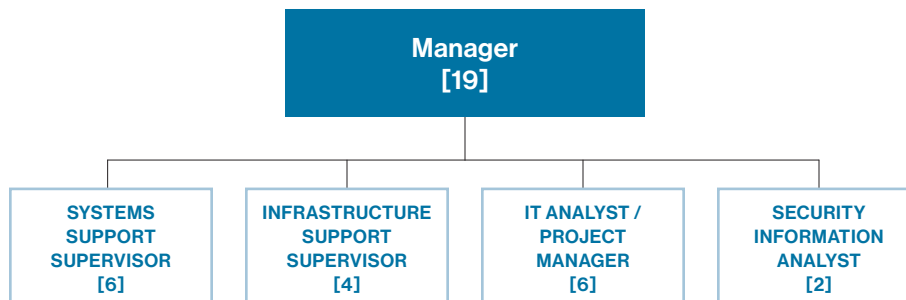 Manager
[19]
SYSTEMS
SUPPORT
SUPERVISOR
[6]
INFRASTRUCTURE
SUPPORT
SUPERVISOR
[4]
IT ANALYST /
PROJECT
MANAGER
[6]
SECURITY
INFORMATION
ANALYST
[2]